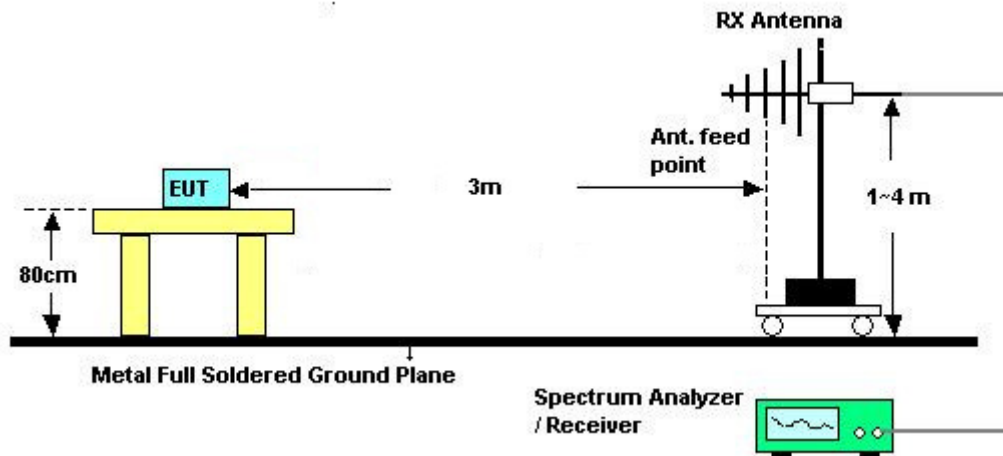 RX Antenna
Ant. feed
point
EUT
3m
1~4 m
80cm
Metal Full Soldered Ground Plane
Spectrum Analyzer
/ Receiver